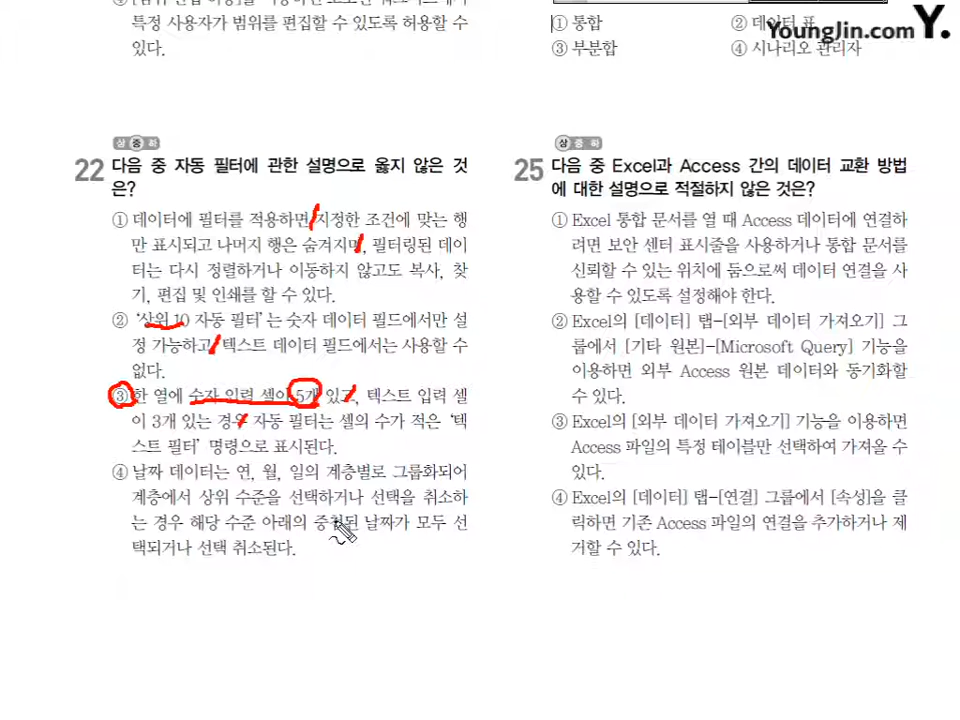 특정 사용자가 범위를 편집할 수 있도록 허용할 수
있다.
상 중 하
22 다음 중 자동 필터에 관한 설명으로 옳지 않은 것
은?
① 데이터에 필터를 적용하면 지정한 조건에 맞는 행
만 표시되고 나머지 행은 숨겨지며, 필터링된 데이
터는 다시 정렬하거나 이동하지 않고도 복사, 찾
기, 편집 및 인쇄를 할 수 있다.
② ‘상위 10 자동 필터’는 숫자 데이터 필드에서만 설
정 가능하고 텍스트 데이터 필드에서는 사용할 수
없다.
③ 한 열에 숫자 입력 셀이 5개 있고, 텍스트 입력 셀
이 3개 있는 경우 자동 필터는 셀의 수가 적은 ‘텍
스트 필터’ 명령으로 표시된다.
④ 날짜 데이터는 연, 월, 일의 계층별로 그룹화되어
계층에서 상위 수준을 선택하거나 선택을 취소하
는 경우 해당 수준 아래의 중첩된 날짜가 모두 선
택되거나 선택 취소된다.
① 통합 ② 데이터 표
③ 부분합 ④ 시나리오 관리자
YoungJin.com Y.
상 중 하
25 다음 중 Excel과 Access 간의 데이터 교환 방법
에 대한 설명으로 적절하지 않은 것은?
① Excel 통합 문서를 열 때 Access 데이터에 연결하
려면 보안 센터 표시줄을 사용하거나 통합 문서를
신뢰할 수 있는 위치에 둠으로써 데이터 연결을 사
용할 수 있도록 설정해야 한다.
② Excel의 [데이터] 탭-[외부 데이터 가져오기] 그
룹에서 [기타 원본]-[Microsoft Query] 기능을
이용하면 외부 Access 원본 데이터와 동기화할
수 있다.
③ Excel의 [외부 데이터 가져오기] 기능을 이용하면
Access 파일의 특정 테이블만 선택하여 가져올 수
있다.
④ Excel의 [데이터] 탭-[연결] 그룹에서 [속성]을 클
릭하면 기존 Access 파일의 연결을 추가하거나 제
거할 수 있다.